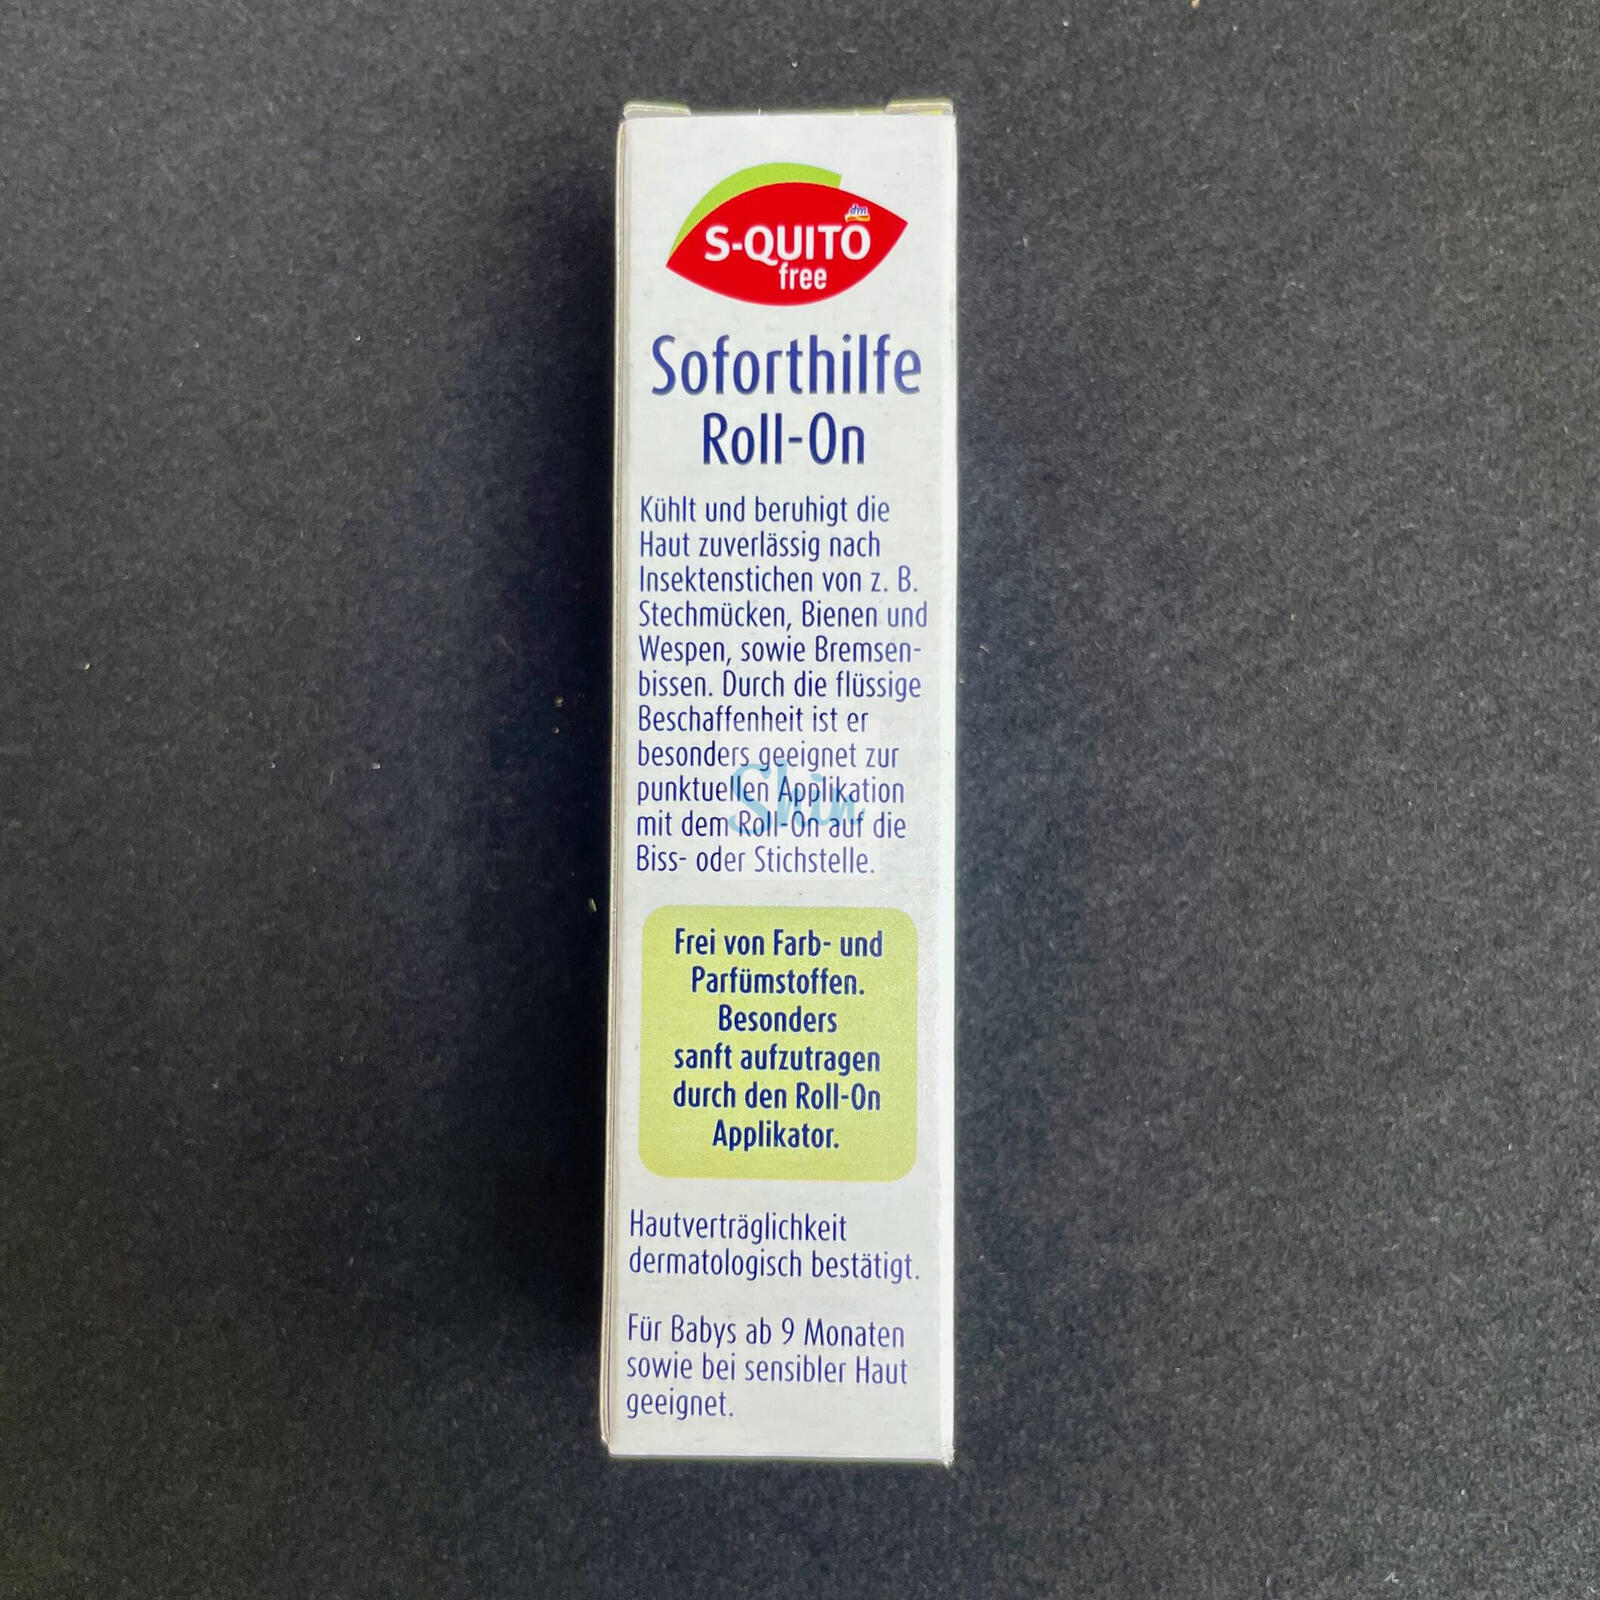 dm
S-QUITO
free
Soforthilfe
Roll-On
Kühlt und beruhigt die
Haut zuverlässig nach
Insektenstichen von z. B.
Stechmücken, Bienen und
Wespen, sowie Bremsen-
bissen. Durch die flüssige
Beschaffenheit ist er
besonders geeignet zur
punktuellen Applikation
mit dem Roll-On auf die
Biss- oder Stichstelle.
Shin
Frei von Farb- und
Parfümstoffen.
Besonders
sanft aufzutragen
durch den Roll-On
Applikator.
Hautverträglichkeit
dermatologisch bestätigt.
Für Babys ab 9 Monaten
sowie bei sensibler Haut
geeignet.